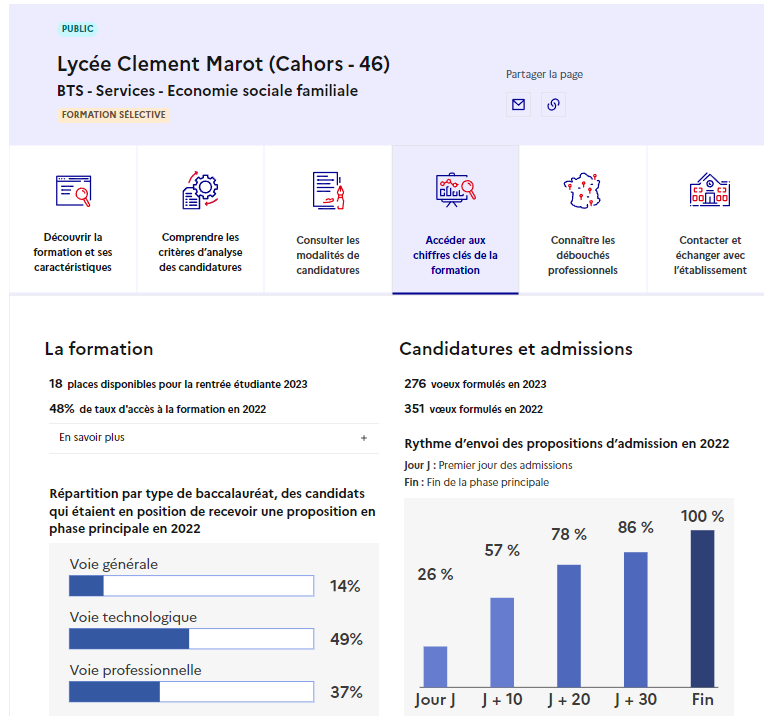 PUBLIC
Lycée Clement Marot (Cahors - 46)
BTS - Services - Economie sociale familiale
FORMATION SÉLECTIVE
Partager la page
Découvrir la
formation et ses
caractéristiques
Comprendre les
critères d'analyse
des candidatures
Consulter les
modalités de
candidatures
Accéder aux
chiffres clés de la
formation
Connaître les
débouchés
professionnels
Contacter et
échanger avec
l'établissement
La formation
18 places disponibles pour la rentrée étudiante 2023
48% de taux d'accès à la formation en 2022
En savoir plus +
Répartition par type de baccalauréat, des candidats
qui étaient en position de recevoir une proposition en
phase principale en 2022
Voie générale
14%
Voie technologique
49%
Voie professionnelle
37%
Candidatures et admissions
276 voeux formulés en 2023
351 vœux formulés en 2022
Rythme d'envoi des propositions d'admission en 2022
Jour J : Premier jour des admissions
Fin : Fin de la phase principale
26 % 57 % 78 % 86 % 100 %
Jour J J + 10 J + 20 J + 30 Fin